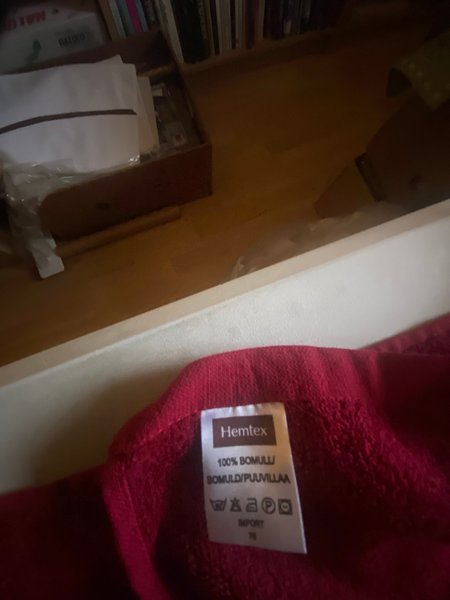 Hemtex
100% BOMULL/
BOMULD/PUUVILLAA
IMPORT